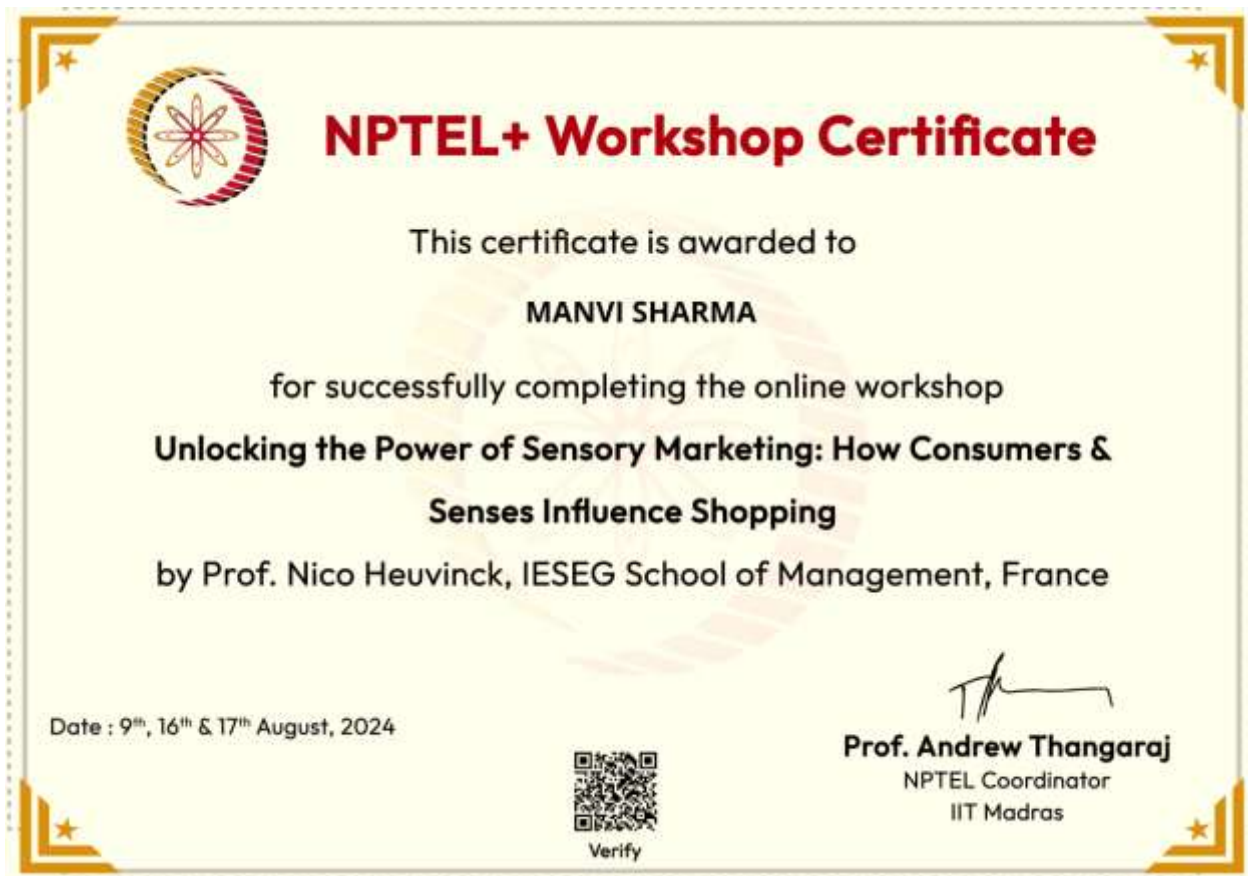 NPTEL+ Workshop Certificate
This certificate is awarded to
MANVI SHARMA
for successfully completing the online workshop
Unlocking the Power of Sensory Marketing: How Consumers &
Senses Influence Shopping
by Prof. Nico Heuvinck, IESEG School of Management, France
Date : 9th, 16th & 17th August, 2024
Prof. Andrew Thangaraj
NPTEL Coordinator
IIT Madras
Verify